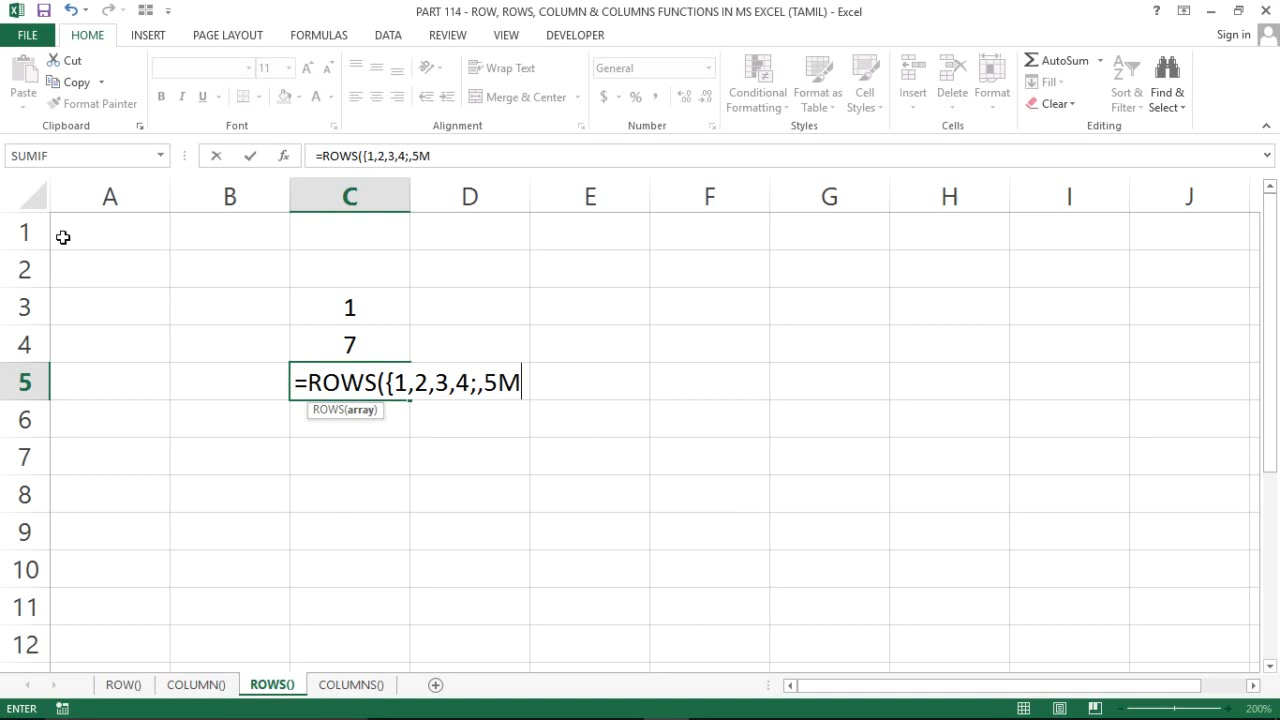 PART 114 - ROW, ROWS, COLUMN & COLUMNS FUNCTIONS IN MS EXCEL (TAMIL) - Excel
FILE HOME INSERT PAGE LAYOUT FORMULAS DATA REVIEW VIEW DEVELOPER Sign in
Paste
Cut
Copy
Format Painter
Clipboard
11
A A
B I U A
Font
Wrap Text
Merge & Center
Alignment
General
$ % ,
Number
Conditional Formatting
Format as Table
Cell Styles
Styles
Insert
Delete
Format
Cells
AutoSum
Fill
Clear
Sort & Filter
Find & Select
Editing
SUMIF
fx
=ROWS({1,2,3,4;,5M
A B C D E F G H I J
1
2
3 1
4 7
5 =ROWS({1,2,3,4;,5M
ROWS(array)
6
7
8
9
10
11
12
ROW() COLUMN() ROWS() COLUMNS()
ENTER 200%